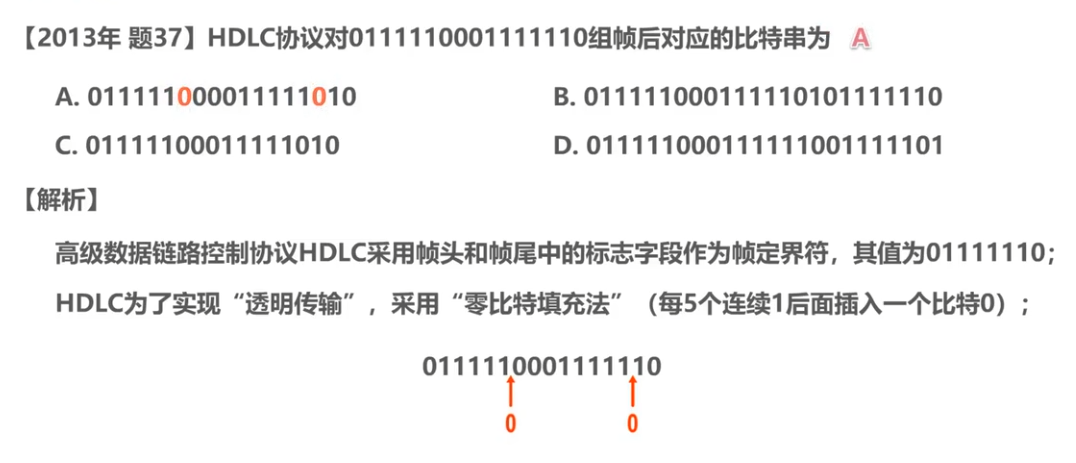 【2013年 题37】HDLC协议对0111110001111110组帧后对应的比特串为 A
A. 011111000011111010
B. 011111000111110101111110
C. 01111100011111010
D. 011111000111111001111101
【解析】
高级数据链路控制协议HDLC采用帧头和帧尾中的标志字段作为帧定界符，其值为01111110；
HDLC为了实现“透明传输”，采用“零比特填充法”（每5个连续1后面插入一个比特0）；
0111110001111110
0 0